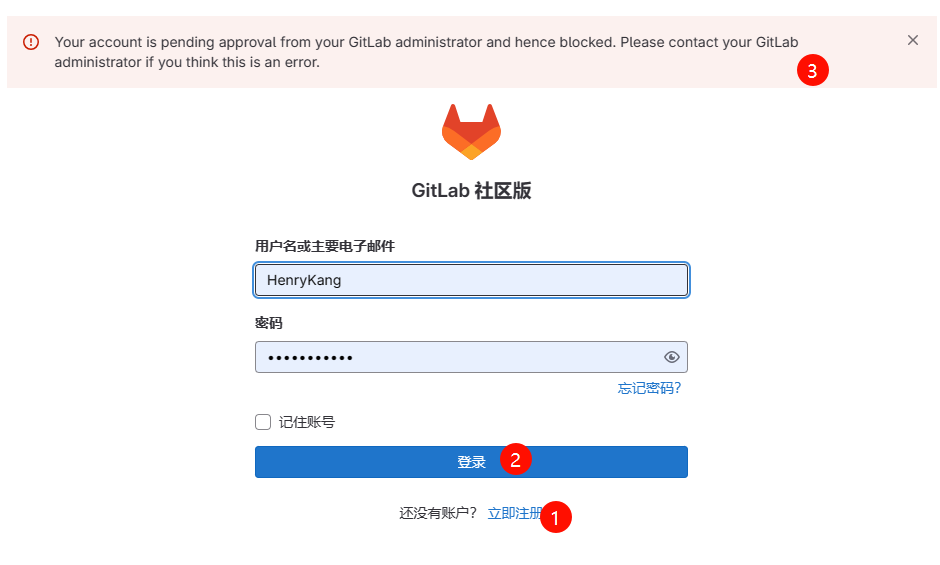 Your account is pending approval from your GitLab administrator and hence blocked. Please contact your GitLab
administrator if you think this is an error.
3
GitLab 社区版
用户名或主要电子邮件
HenryKang
密码
忘记密码?
记住账号
登录 2
还没有账户? 立即注册 1